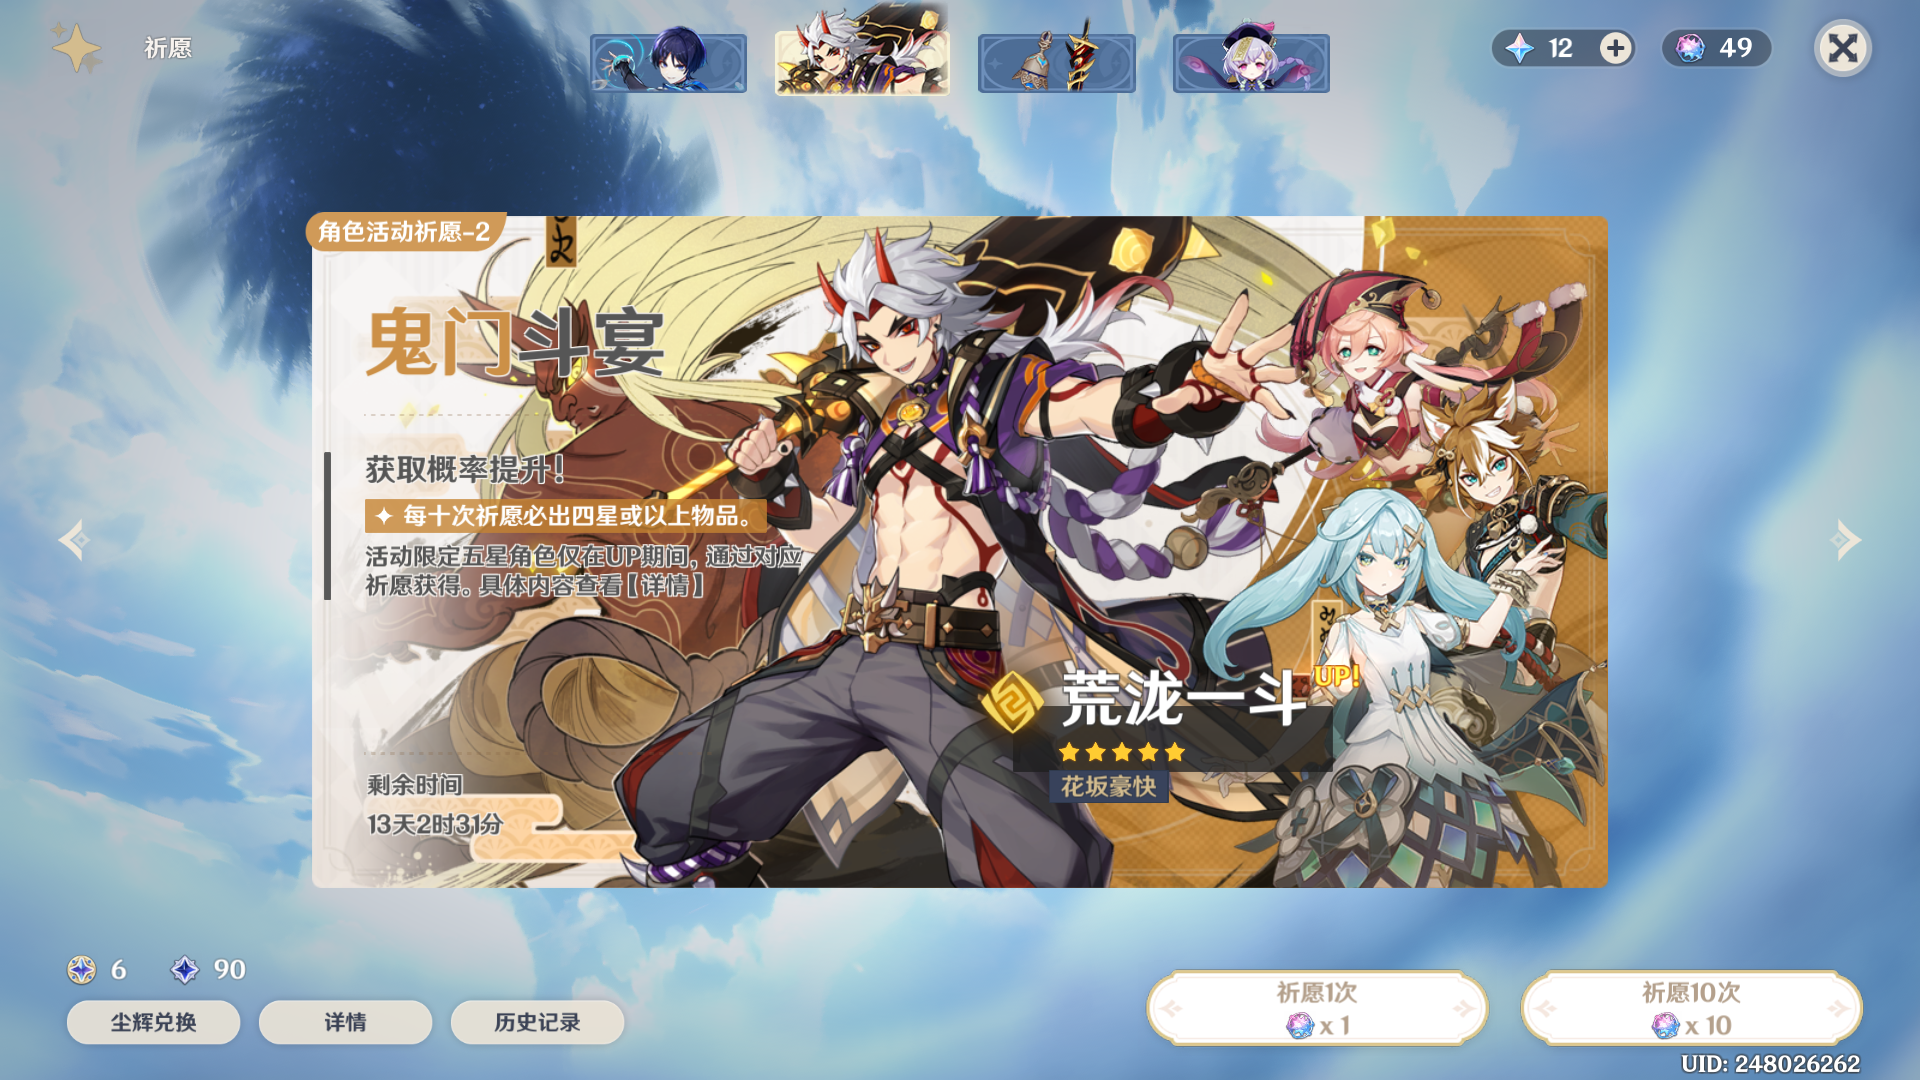 祈愿
12
49
角色活动祈愿-2
鬼门斗宴
获取概率提升!
每十次祈愿必出四星或以上物品。
活动限定五星角色仅在UP期间,通过对应
祈愿获得。具体内容查看【详情】
荒泷一斗
UP!
花坂豪快
剩余时间
13天2时31分
6
90
尘辉兑换
详情
历史记录
祈愿1次
x 1
祈愿10次
x 10
UID: 248026262